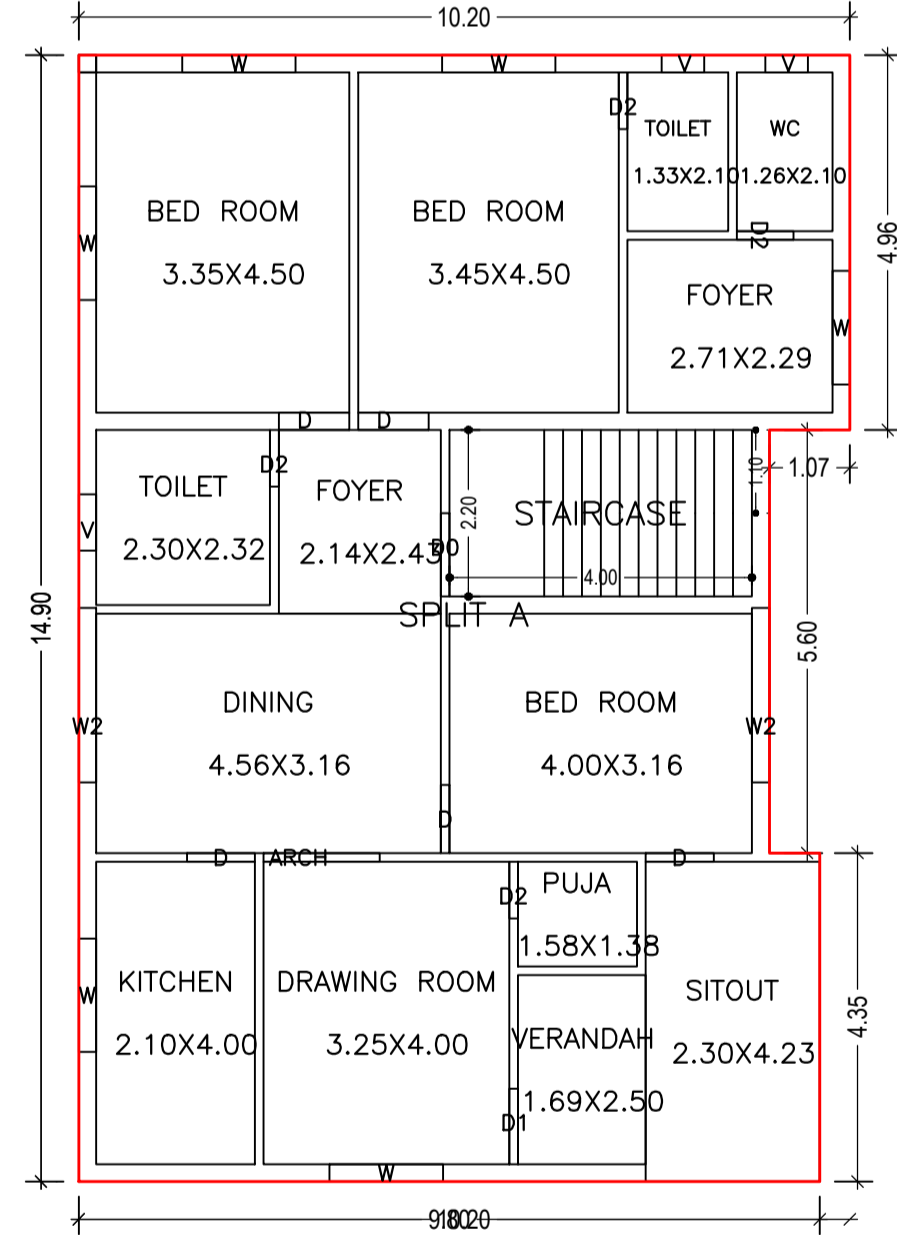 10.20
W
W
V
V
D2
TOILET
WC
1.33X2.10
1.26X2.10
BED ROOM
BED ROOM
3.35X4.50
3.45X4.50
W
D2
4.96
FOYER
W
2.71X2.29
D
D
TOILET
D2
FOYER
1.10
1.07
2.20
STAIRCASE
V
2.30X2.32
2.14X2.43
4.00
SPLIT A
14.90
5.60
DINING
BED ROOM
W2
W2
4.56X3.16
4.00X3.16
D
D
ARCH
D
PUJA
D2
1.58X1.38
KITCHEN
DRAWING ROOM
SITOUT
W
4.35
2.10X4.00
3.25X4.00
VERANDAH
2.30X4.23
1.69X2.50
D1
W